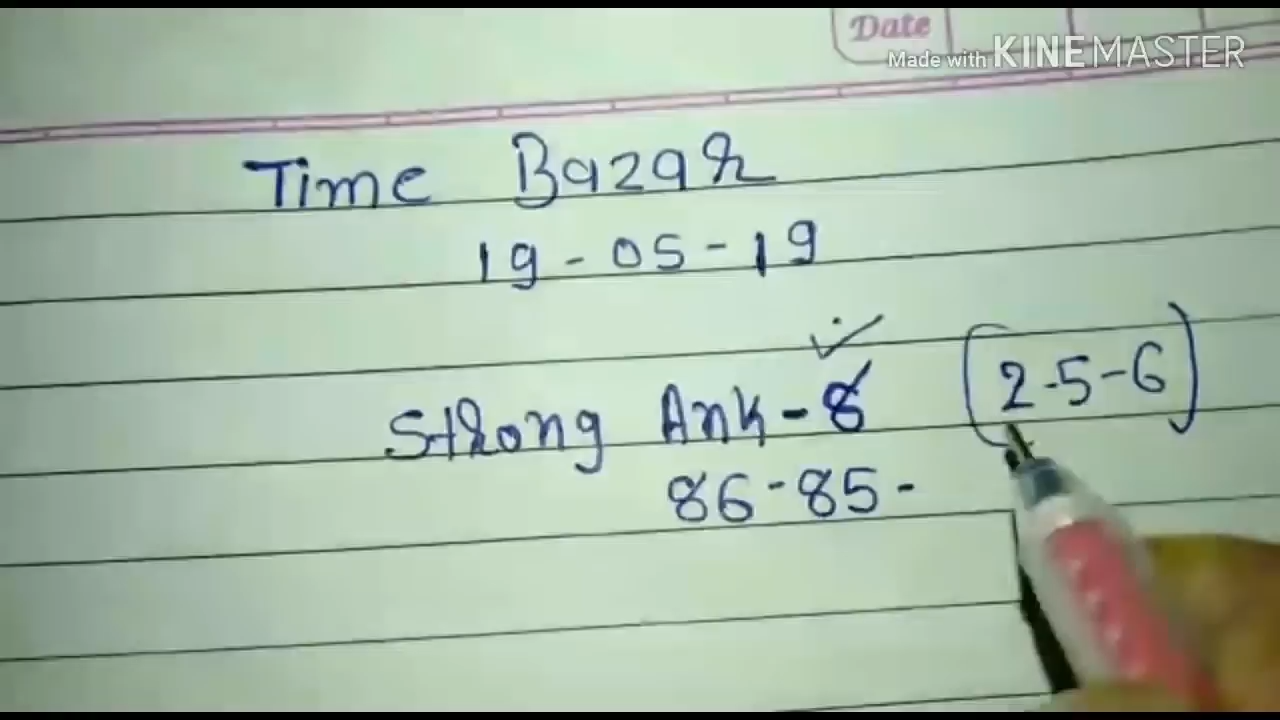 Date
Made with KINEMASTER
Time Bazar
19-05-19
Strong Ank-8 (2-5-6)
86-85-